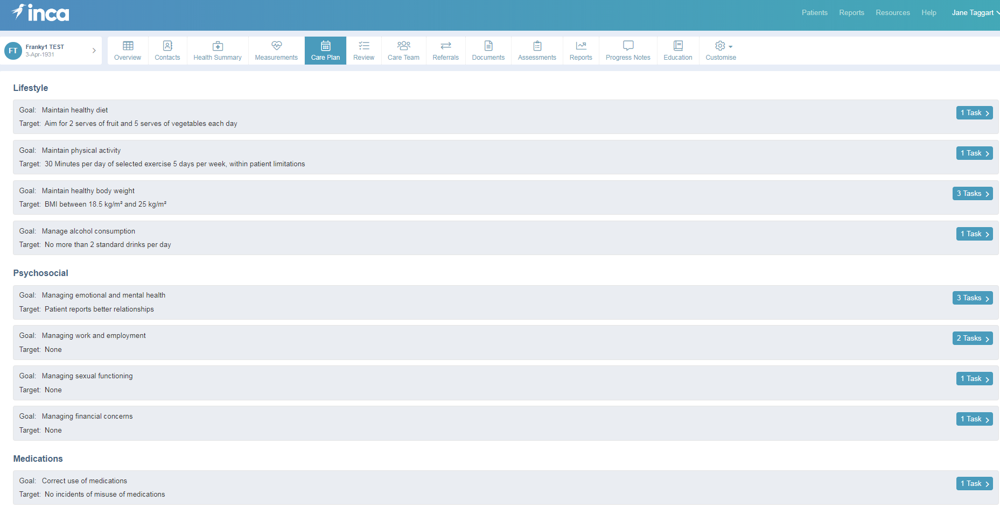 inca
Patients Reports Resources Help Jane Taggart
FT Franky1 TEST
3-Apr-1931
Overview Contacts Health Summary Measurements Care Plan Review Care Team Referrals Documents Assessments Reports Progress Notes Education Customise
Lifestyle
Goal: Maintain healthy diet
1 Task
Target: Aim for 2 serves of fruit and 5 serves of vegetables each day
Goal: Maintain physical activity
1 Task
Target: 30 Minutes per day of selected exercise 5 days per week, within patient limitations
Goal: Maintain healthy body weight
3 Tasks
Target: BMI between 18.5 kg/m² and 25 kg/m²
Goal: Manage alcohol consumption
1 Task
Target: No more than 2 standard drinks per day
Psychosocial
Goal: Managing emotional and mental health
3 Tasks
Target: Patient reports better relationships
Goal: Managing work and employment
2 Tasks
Target: None
Goal: Managing sexual functioning
1 Task
Target: None
Goal: Managing financial concerns
1 Task
Target: None
Medications
Goal: Correct use of medications
1 Task
Target: No incidents of misuse of medications